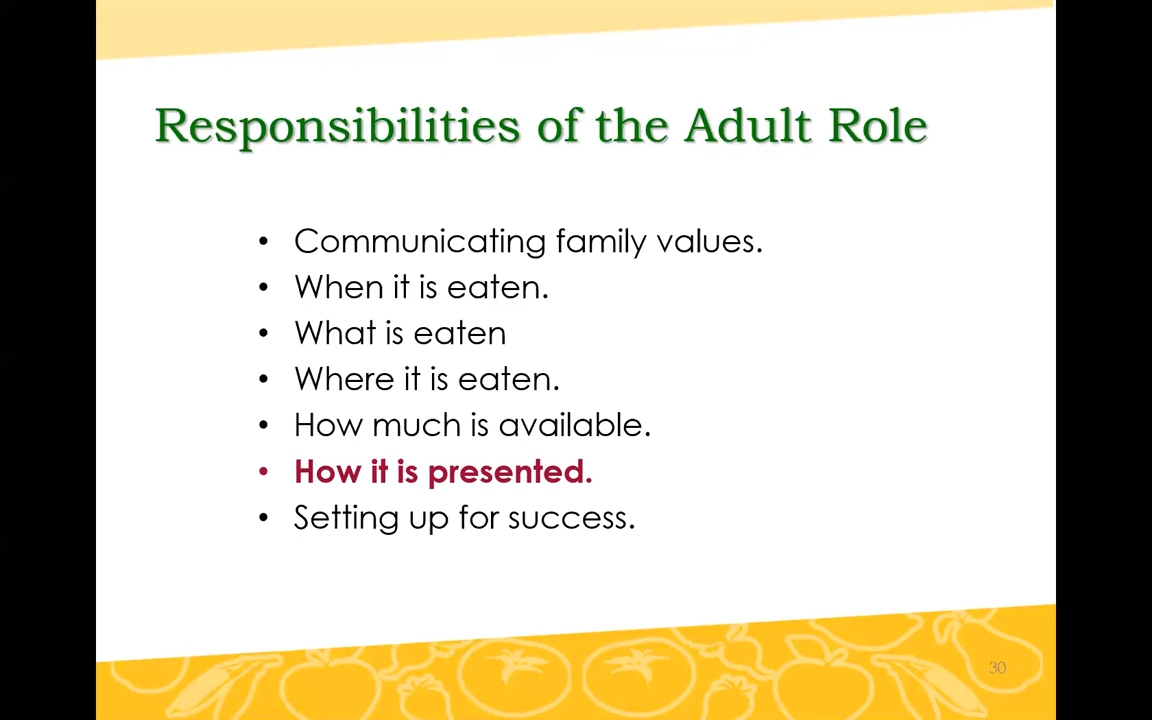 Responsibilities of the Adult Role
• Communicating family values.
• When it is eaten.
• What is eaten
• Where it is eaten.
• How much is available.
• How it is presented.
• Setting up for success.
30